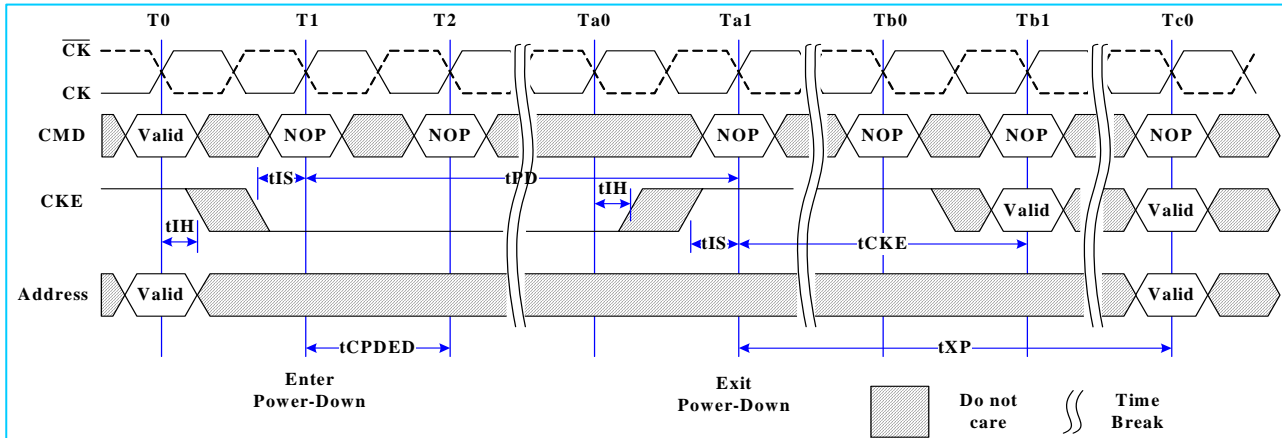 T0 T1 T2 Ta0 Ta1 Tb0 Tb1 Tc0
CK
CK
CMD Valid NOP NOP NOP NOP NOP NOP
tIS tPD tIH
CKE Valid Valid
tIH tIS tCKE
Address Valid Valid
tCPDED tXP
Enter
Power-Down
Exit
Power-Down
Do not
care
Time
Break